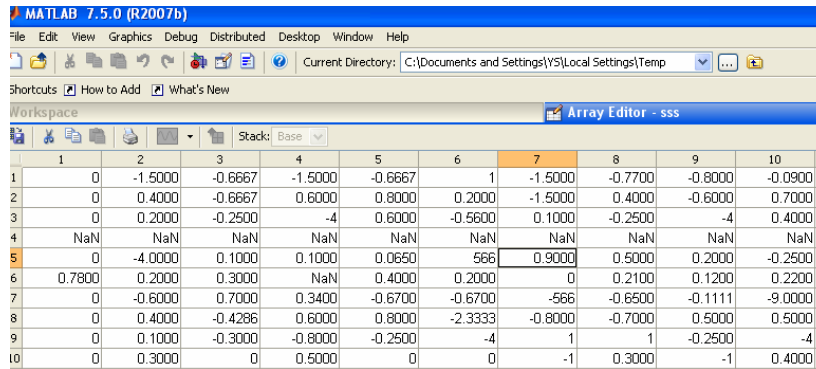 MATLAB 7.5.0 (R2007b)
File Edit View Graphics Debug Distributed Desktop Window Help
Current Directory: C:\Documents and Settings\YS\Local Settings\Temp ...
Shortcuts How to Add What's New
Workspace Array Editor - sss
Stack: Base
1 2 3 4 5 6 7 8 9 10
1 0 -1.5000 -0.6667 -1.5000 -0.6667 1 -1.5000 -0.7700 -0.8000 -0.0900
2 0 0.4000 -0.6667 0.6000 0.8000 0.2000 -1.5000 0.4000 -0.6000 0.7000
3 0 0.2000 -0.2500 -4 0.6000 -0.5600 0.1000 -0.2500 -4 0.4000
4 NaN NaN NaN NaN NaN NaN NaN NaN NaN NaN
5 0 -4.0000 0.1000 0.1000 0.0650 566 0.9000 0.5000 0.2000 -0.2500
6 0.7800 0.2000 0.3000 NaN 0.4000 0.2000 0 0.2100 0.1200 0.2200
7 0 -0.6000 0.7000 0.3400 -0.6700 -0.6700 -566 -0.6500 -0.1111 -9.0000
8 0 0.4000 -0.4286 0.6000 0.8000 -2.3333 -0.8000 -0.7000 0.5000 0.5000
9 0 0.1000 -0.3000 -0.8000 -0.2500 -4 1 1 -0.2500 -4
10 0 0.3000 0 0.5000 0 0 -1 0.3000 -1 0.4000